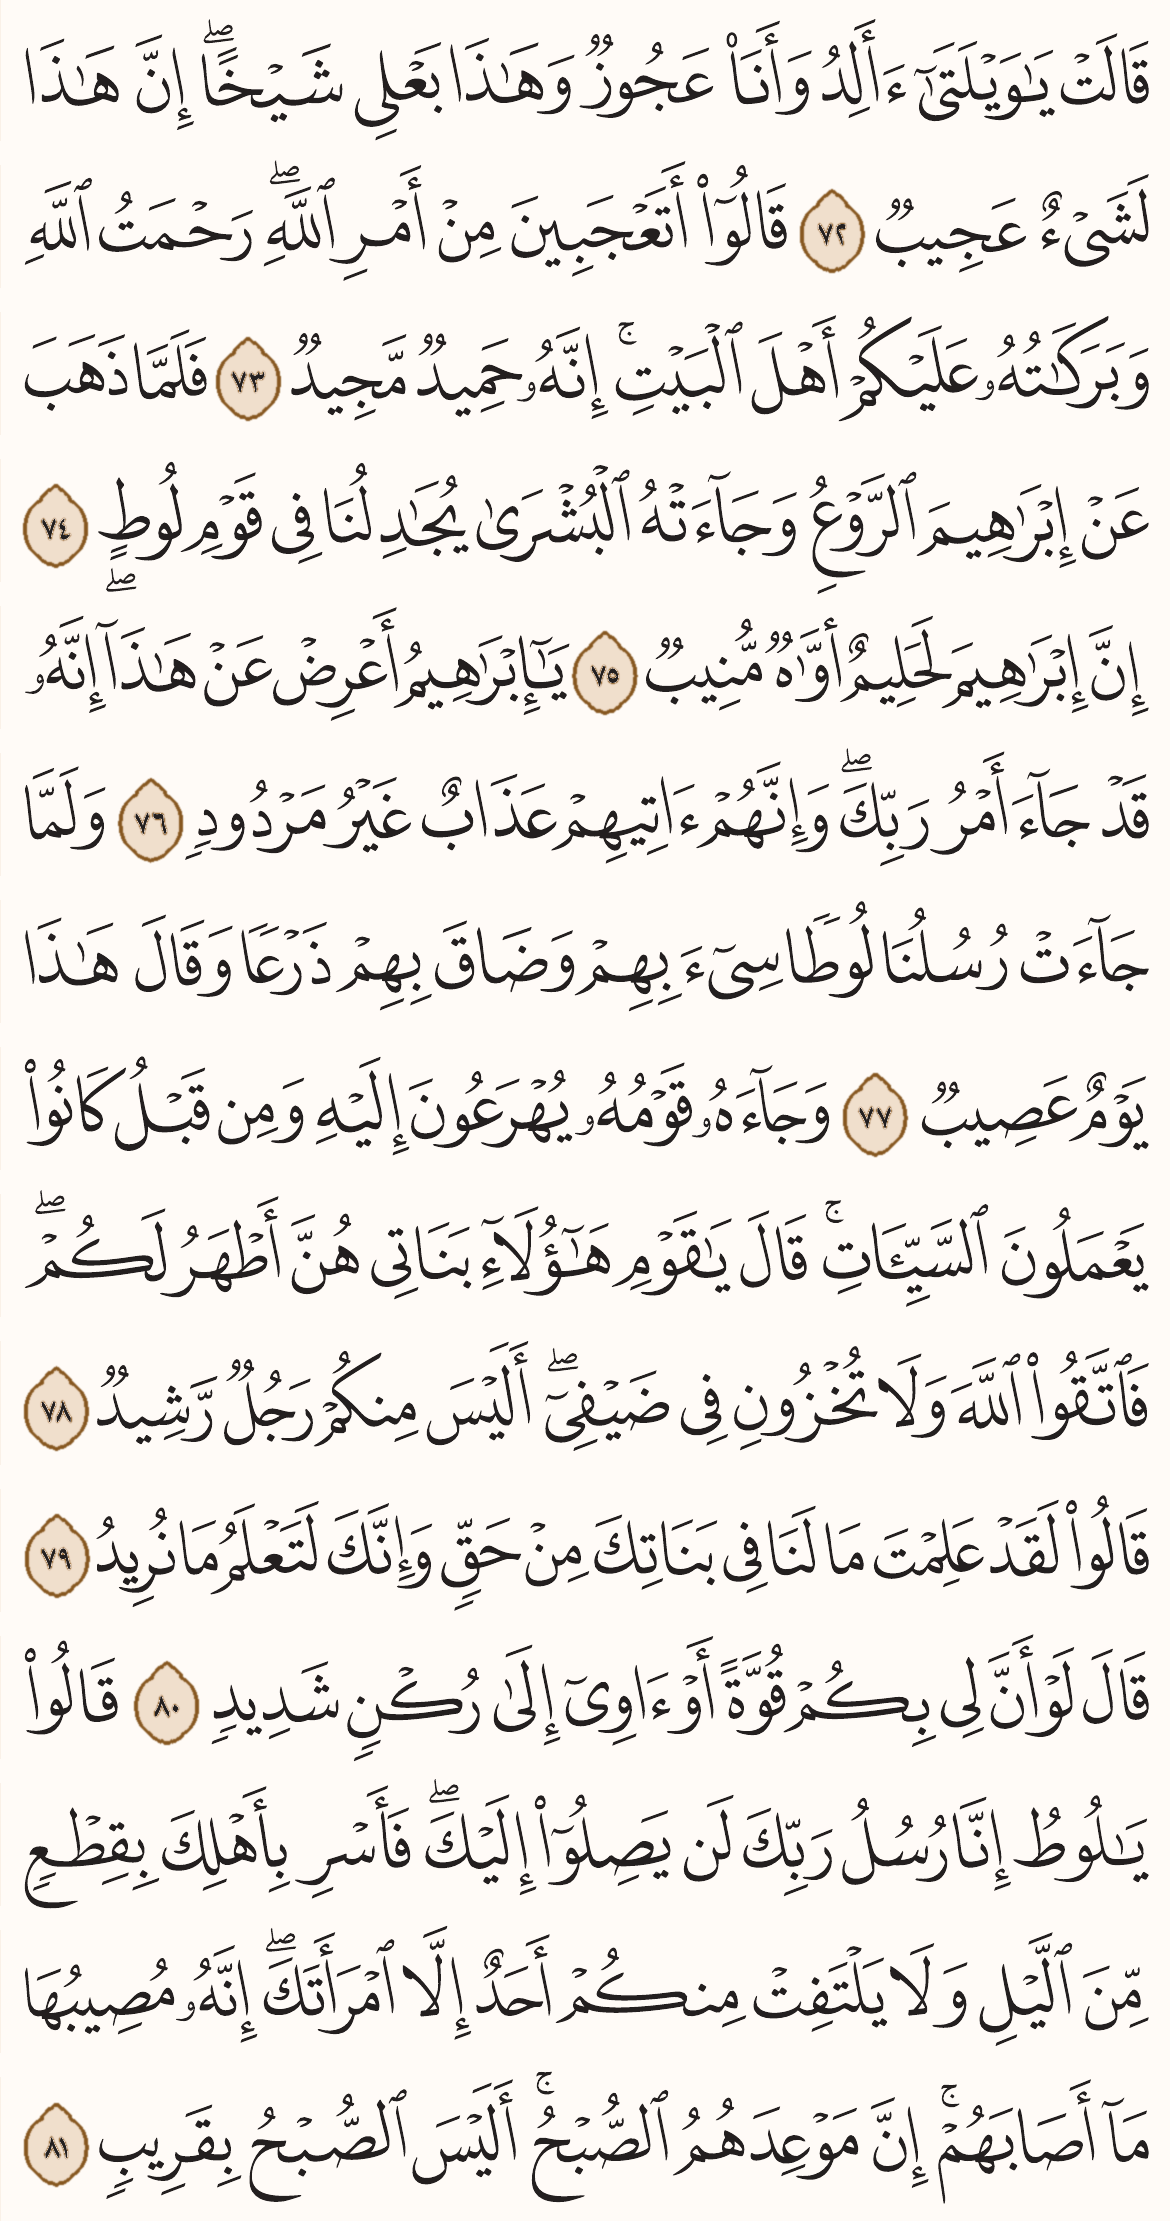 قَالَتْ يَـٰوَيْلَتَىٰٓ ءَأَلِدُ وَأَنَا۠ عَجُوزٌ وَهَـٰذَا بَعْلِى شَيْخًا ۖ إِنَّ هَـٰذَا
لَشَىْءٌ عَجِيبٌ ٧٢ قَالُوٓا۟ أَتَعْجَبِينَ مِنْ أَمْرِ ٱللَّهِ ۖ رَحْمَتُ ٱللَّهِ
وَبَرَكَـٰتُهُۥ عَلَيْكُمْ أَهْلَ ٱلْبَيْتِ ۚ إِنَّهُۥ حَمِيدٌ مَّجِيدٌ ٧٣ فَلَمَّا ذَهَبَ
عَنْ إِبْرَٰهِيمَ ٱلرَّوْعُ وَجَآءَتْهُ ٱلْبُشْرَىٰ يُجَـٰدِلُنَا فِى قَوْمِ لُوطٍ ٧٤
إِنَّ إِبْرَٰهِيمَ لَحَلِيمٌ أَوَّٰهٌ مُّنِيبٌ ٧٥ يَـٰٓإِبْرَٰهِيمُ أَعْرِضْ عَنْ هَـٰذَآ ۖ إِنَّهُۥ
قَدْ جَآءَ أَمْرُ رَبِّكَ ۖ وَإِنَّهُمْ ءَاتِيهِمْ عَذَابٌ غَيْرُ مَرْدُودٍ ٧٦ وَلَمَّا
جَآءَتْ رُسُلُنَا لُوطًا سِىٓءَ بِهِمْ وَضَاقَ بِهِمْ ذَرْعًا وَقَالَ هَـٰذَا
يَوْمٌ عَصِيبٌ ٧٧ وَجَآءَهُۥ قَوْمُهُۥ يُهْرَعُونَ إِلَيْهِ وَمِن قَبْلُ كَانُوا۟
يَعْمَلُونَ ٱلسَّيِّـَٔاتِ ۚ قَالَ يَـٰقَوْمِ هَـٰٓؤُلَآءِ بَنَاتِى هُنَّ أَطْهَرُ لَكُمْ ۖ
فَٱتَّقُوا۟ ٱللَّهَ وَلَا تُخْزُونِ فِى ضَيْفِىٓ ۖ أَلَيْسَ مِنكُمْ رَجُلٌ رَّشِيدٌ ٧٨
قَالُوا۟ لَقَدْ عَلِمْتَ مَا لَنَا فِى بَنَاتِكَ مِنْ حَقٍّ وَإِنَّكَ لَتَعْلَمُ مَا نُرِيدُ ٧٩
قَالَ لَوْ أَنَّ لِى بِكُمْ قُوَّةً أَوْ ءَاوِىٓ إِلَىٰ رُكْنٍ شَدِيدٍ ٨٠ قَالُوا۟
يَـٰلُوطُ إِنَّا رُسُلُ رَبِّكَ لَن يَصِلُوٓا۟ إِلَيْكَ ۖ فَأَسْرِ بِأَهْلِكَ بِقِطْعٍ
مِّنَ ٱلَّيْلِ وَلَا يَلْتَفِتْ مِنكُمْ أَحَدٌ إِلَّا ٱمْرَأَتَكَ ۖ إِنَّهُۥ مُصِيبُهَا
مَآ أَصَابَهُمْ ۚ إِنَّ مَوْعِدَهُمُ ٱلصُّبْحُ ۚ أَلَيْسَ ٱلصُّبْحُ بِقَرِيبٍ ٨١